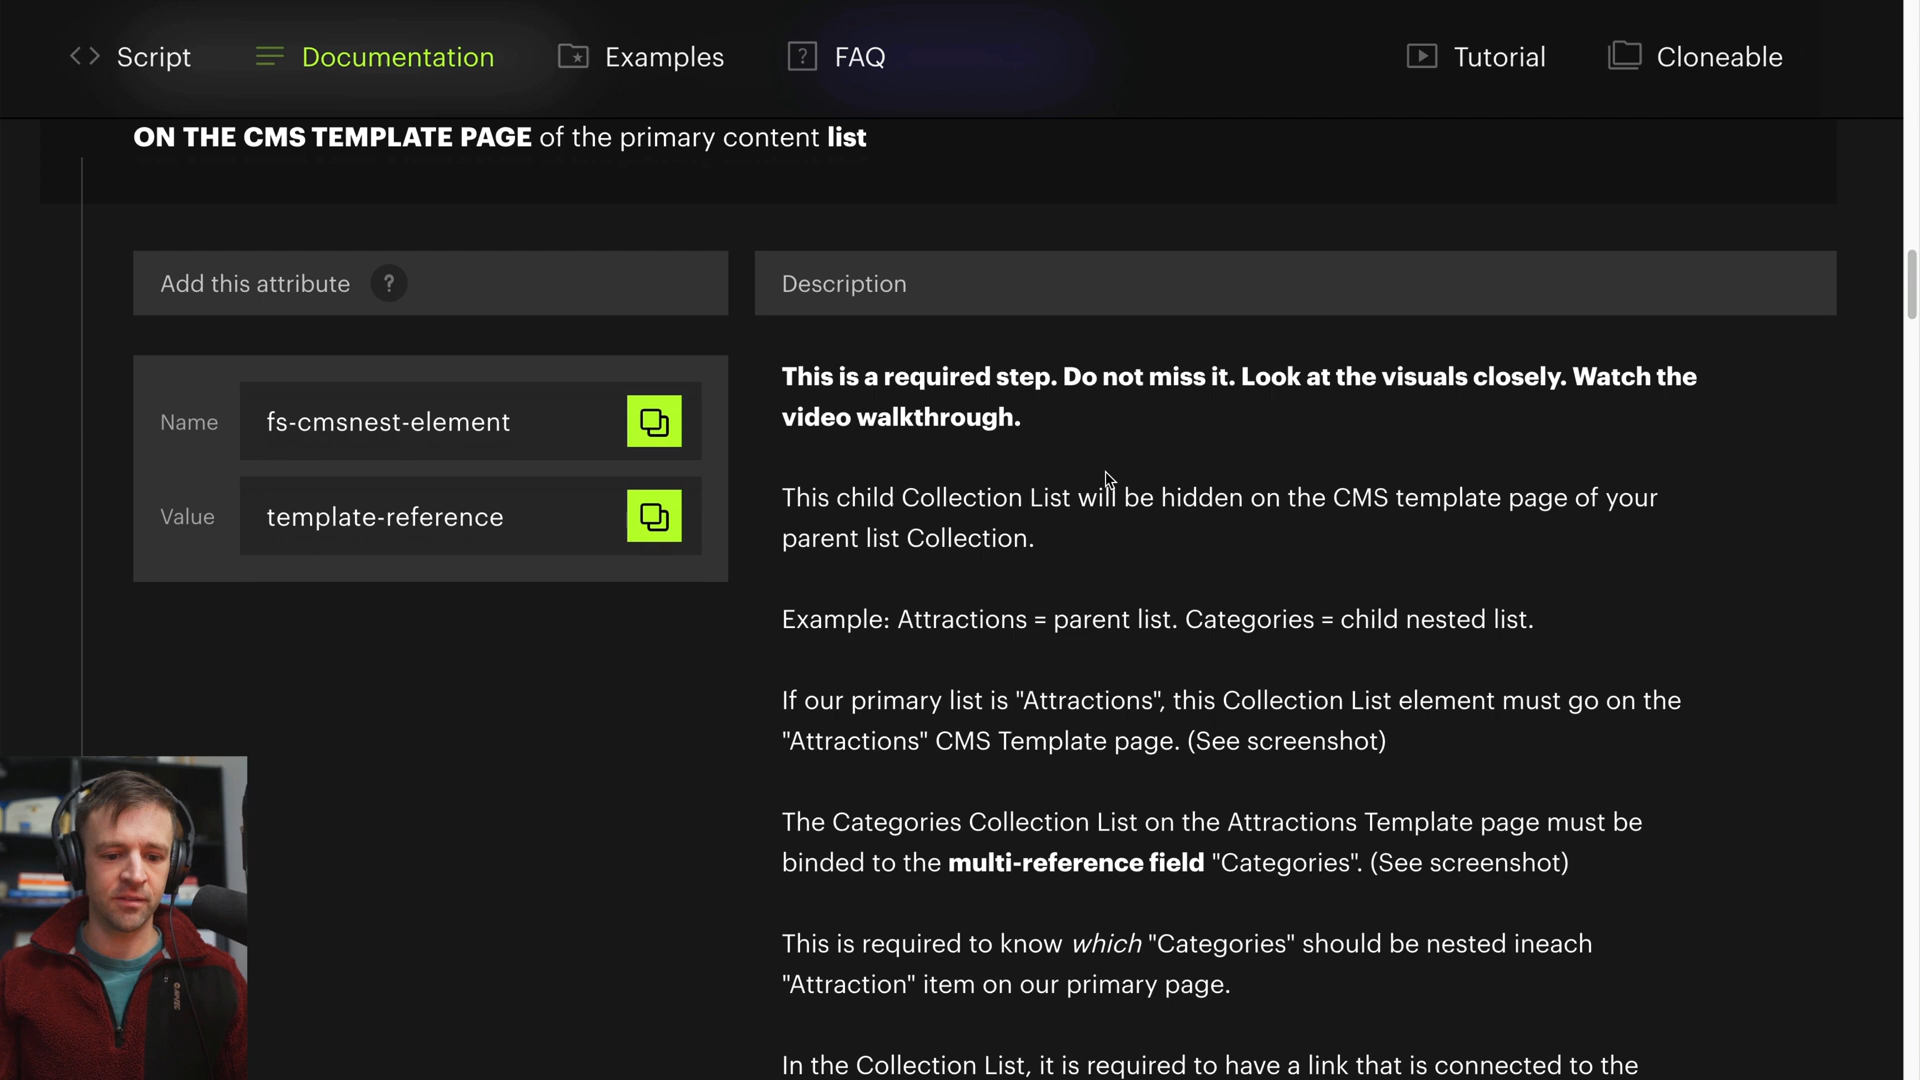 Script
Documentation
Examples
FAQ
Tutorial
Cloneable
ON THE CMS TEMPLATE PAGE of the primary content list
Add this attribute ?
Description
Name fs-cmsnest-element
Value template-reference
This is a required step. Do not miss it. Look at the visuals closely. Watch the
video walkthrough.
This child Collection List will be hidden on the CMS template page of your
parent list Collection.
Example: Attractions = parent list. Categories = child nested list.
If our primary list is "Attractions", this Collection List element must go on the
"Attractions" CMS Template page. (See screenshot)
The Categories Collection List on the Attractions Template page must be
binded to the multi-reference field "Categories". (See screenshot)
This is required to know which "Categories" should be nested ineach
"Attraction" item on our primary page.
In the Collection List, it is required to have a link that is connected to the